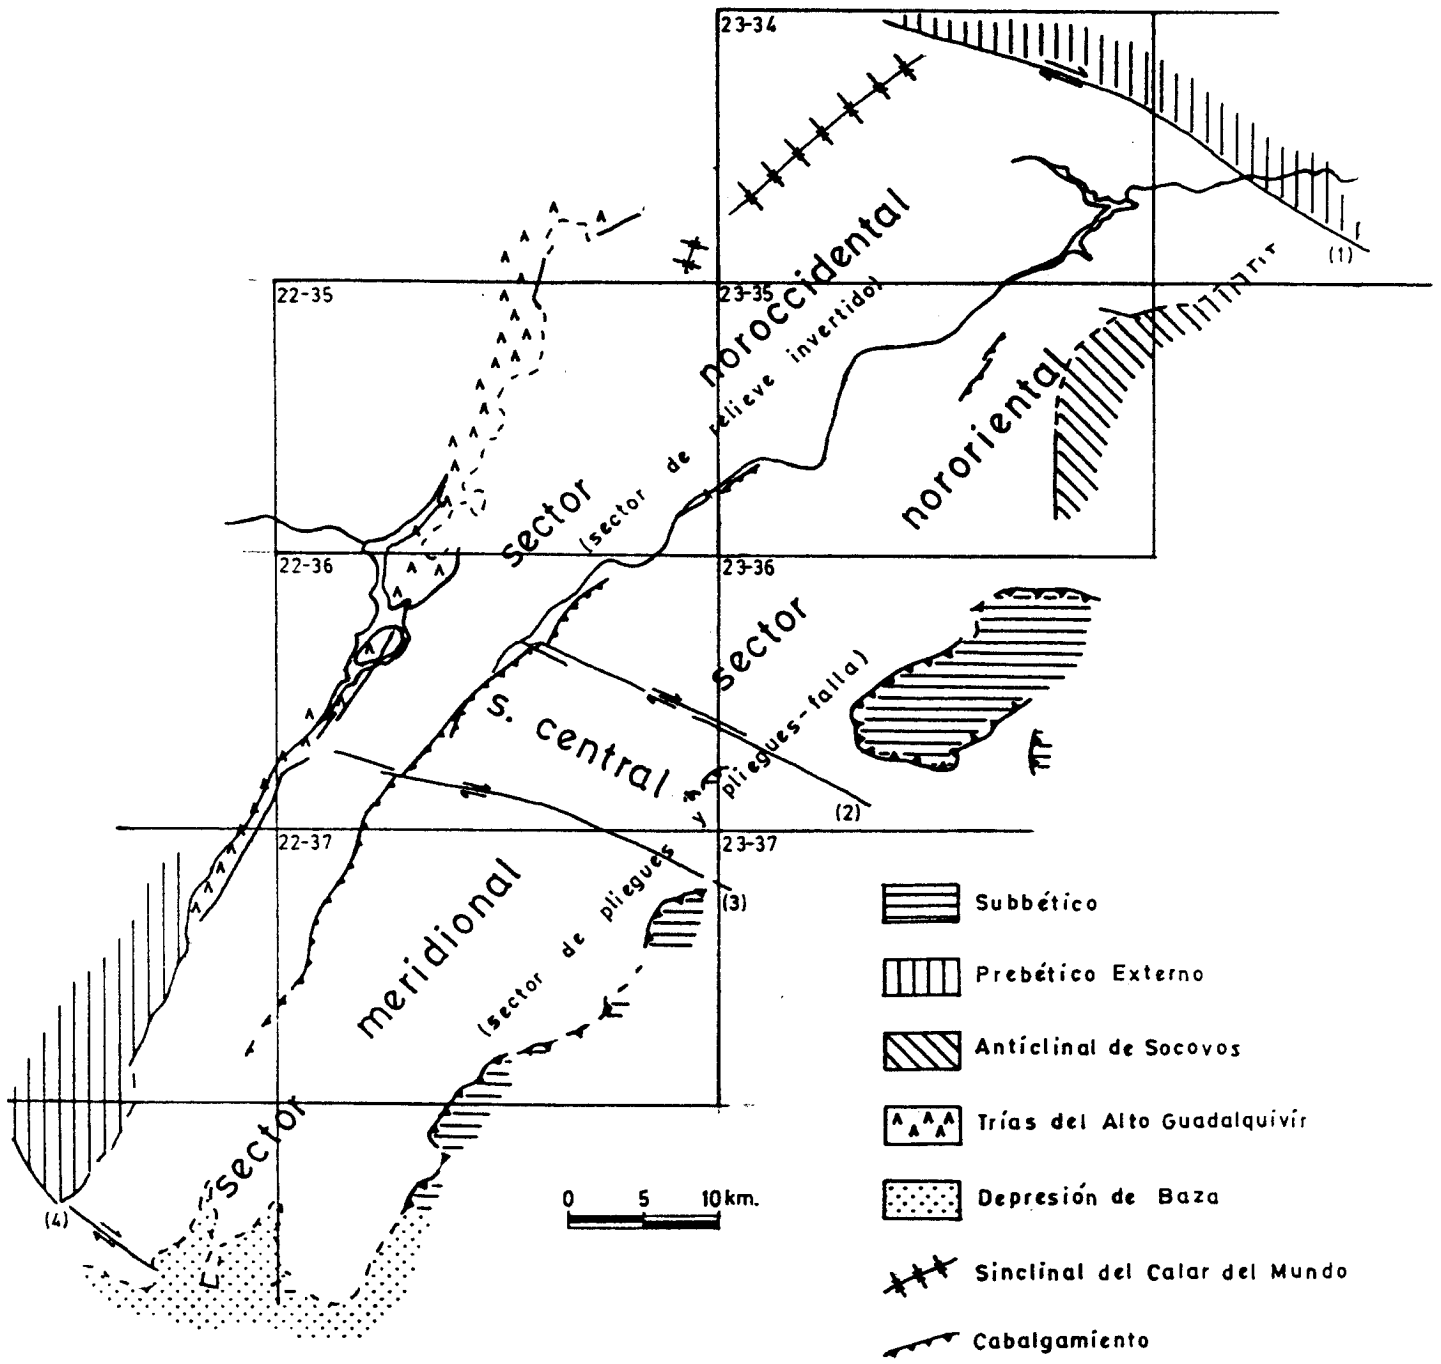 23-34
(1)
22-35
23-35
noroccidental
sector
(sector de relieve invertido)
nororiental
22-36
23-36
sector
s. central
y pliegues-falla)
(2)
22-37
23-37
(3)
meridional
(sector de pliegues
sector
(4)
0 5 10 km.
Subbético
Prebético Externo
Anticlinal de Socovos
Trías del Alto Guadalquivir
Depresión de Baza
Sinclinal del Calar del Mundo
Cabalgamiento